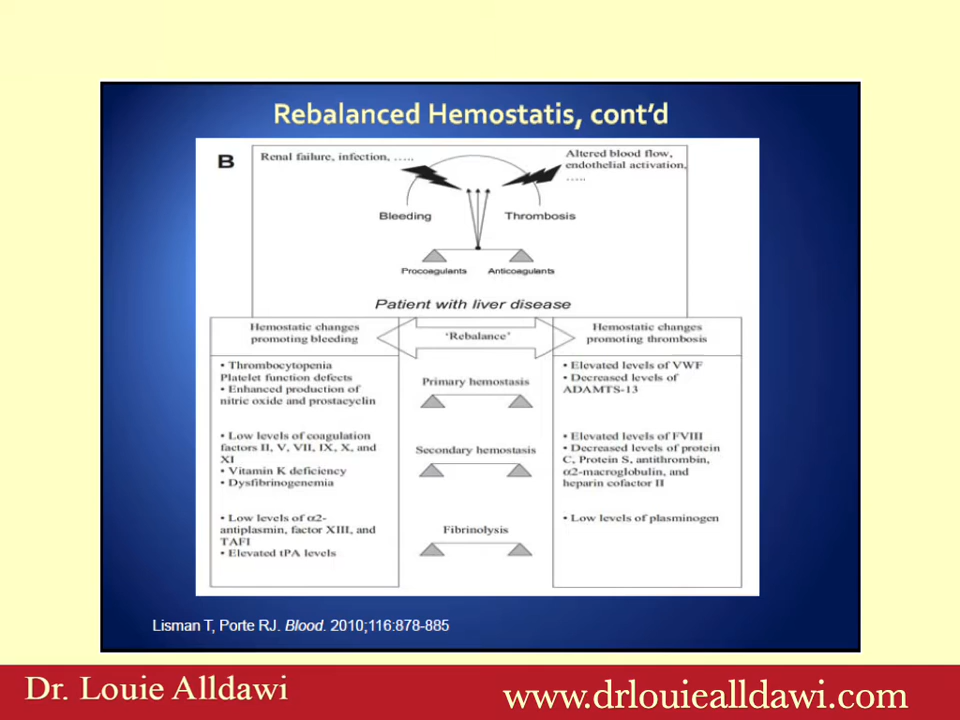 Rebalanced Hemostatis, cont'd
B
Renal failure, infection, …..
Altered blood flow,
endothelial activation,
…..
Bleeding
Thrombosis
Procoagulants
Anticoagulants
Patient with liver disease
Hemostatic changes
promoting bleeding
'Rebalance'
Hemostatic changes
promoting thrombosis
• Thrombocytopenia
Platelet function defects
• Enhanced production of
nitric oxide and prostacyclin
Primary hemostasis
• Elevated levels of VWF
• Decreased levels of
ADAMTS-13
• Low levels of coagulation
factors II, V, VII, IX, X, and
XI
• Vitamin K deficiency
• Dysfibrinogenemia
Secondary hemostasis
• Elevated levels of FVIII
• Decreased levels of protein
C, Protein S, antithrombin,
α2-macroglobulin, and
heparin cofactor II
• Low levels of α2-
antiplasmin, factor XIII, and
TAFI
• Elevated tPA levels
Fibrinolysis
• Low levels of plasminogen
Lisman T, Porte RJ. Blood. 2010;116:878-885
Dr. Louie Alldawi
www.drlouiealldawi.com